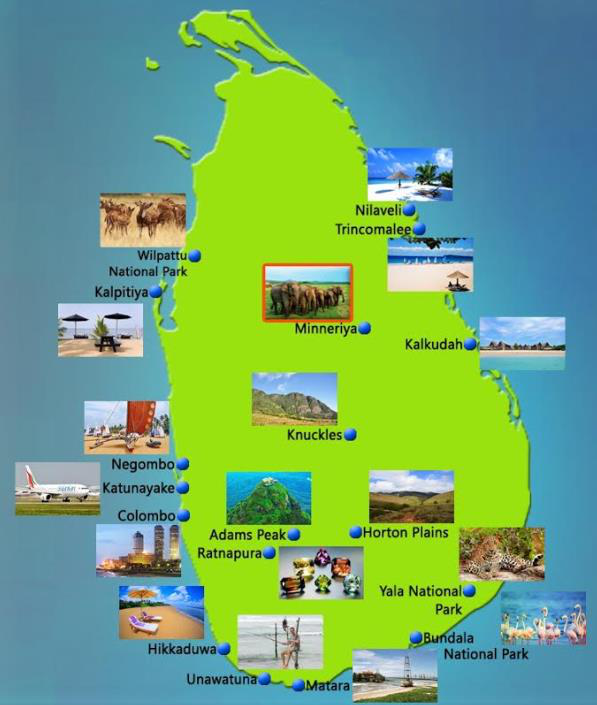 Nilaveli
Trincomalee
Wilpattu
National Park
Kalpitiya
Minneriya
Kalkudah
Knuckles
Negombo
Katunayake
Colombo
Adams Peak
Horton Plains
Ratnapura
Yala National
Park
Bundala
National Park
Hikkaduwa
Unawatuna
Matara